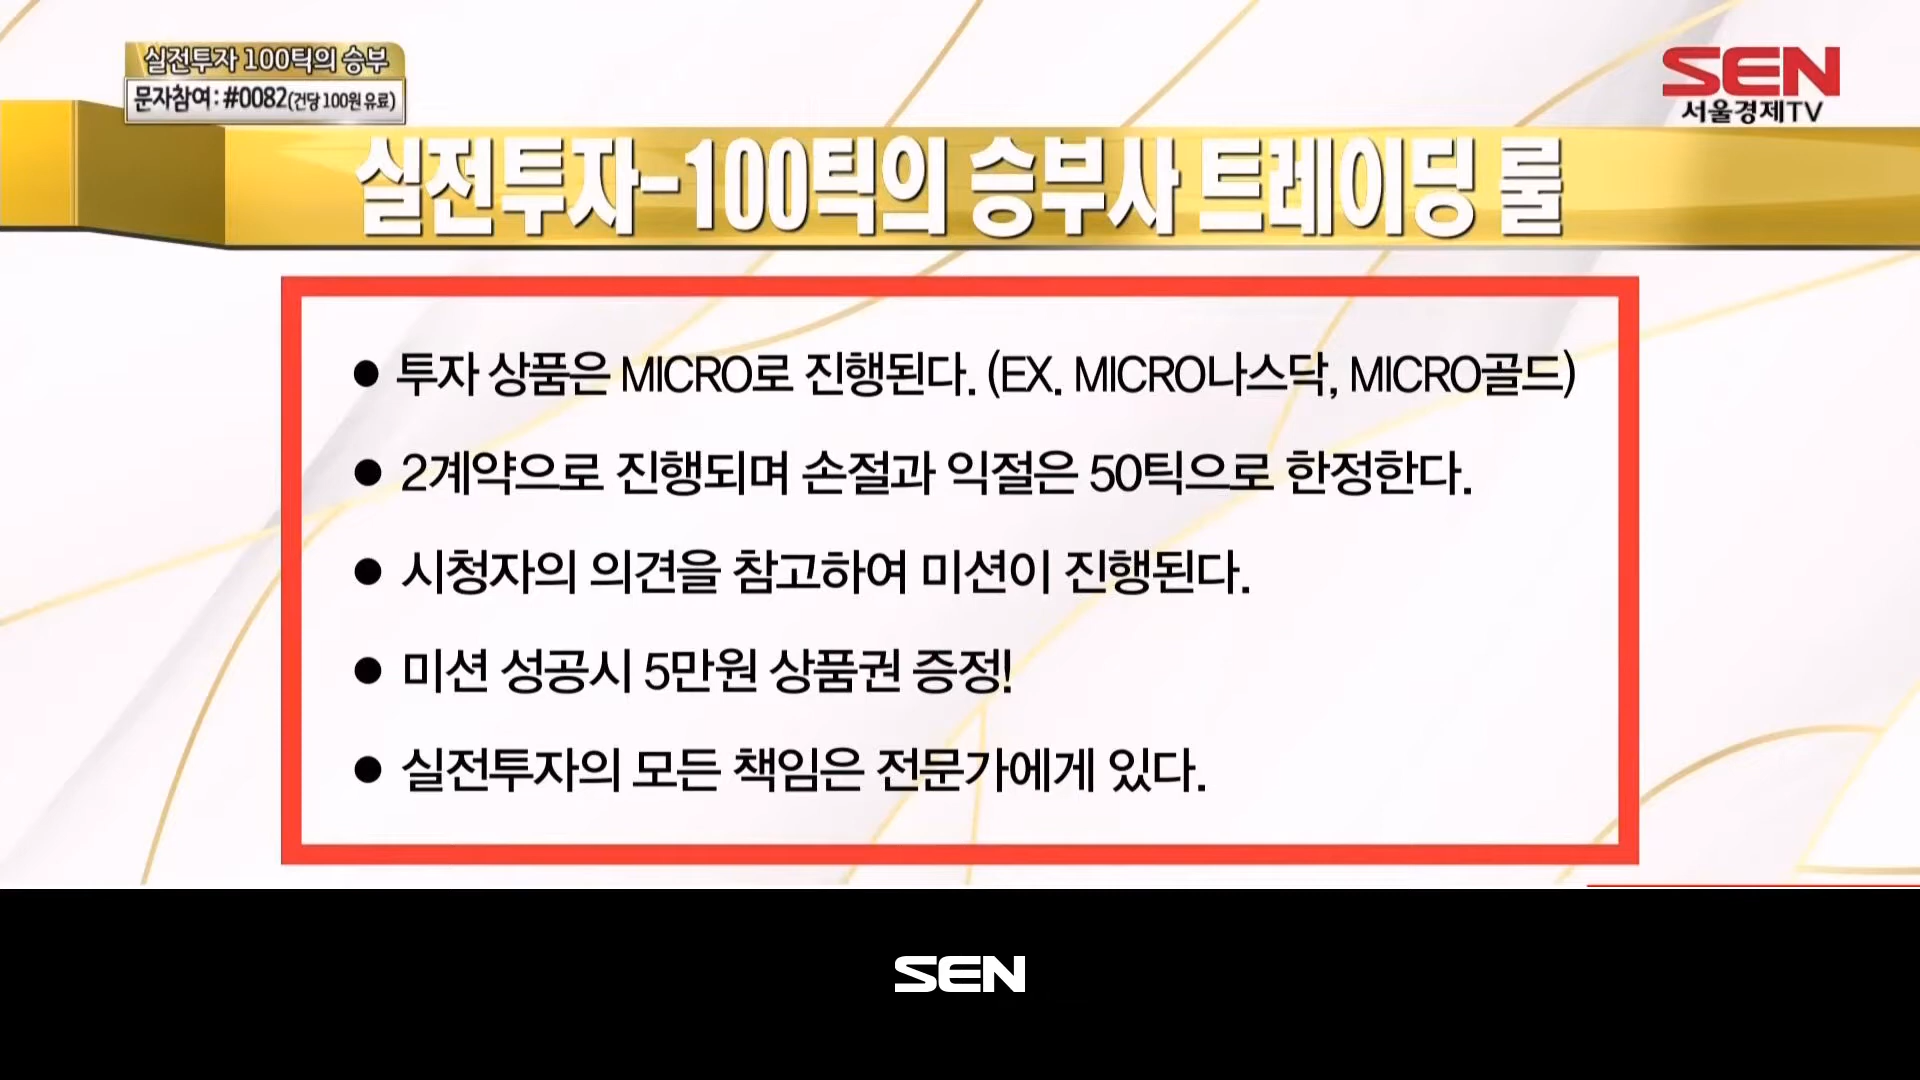 실전투자 100틱의 승부
문자참여:#0082(건당 100원 유료)
SEN
서울경제TV
실전투자-100틱의 승부사 트레이딩 룰
● 투자 상품은 MICRO로 진행된다. (EX. MICRO나스닥, MICRO골드)
● 2계약으로 진행되며 손절과 익절은 50틱으로 한정한다.
● 시청자의 의견을 참고하여 미션이 진행된다.
● 미션 성공시 5만원 상품권 증정!
● 실전투자의 모든 책임은 전문가에게 있다.
SEN